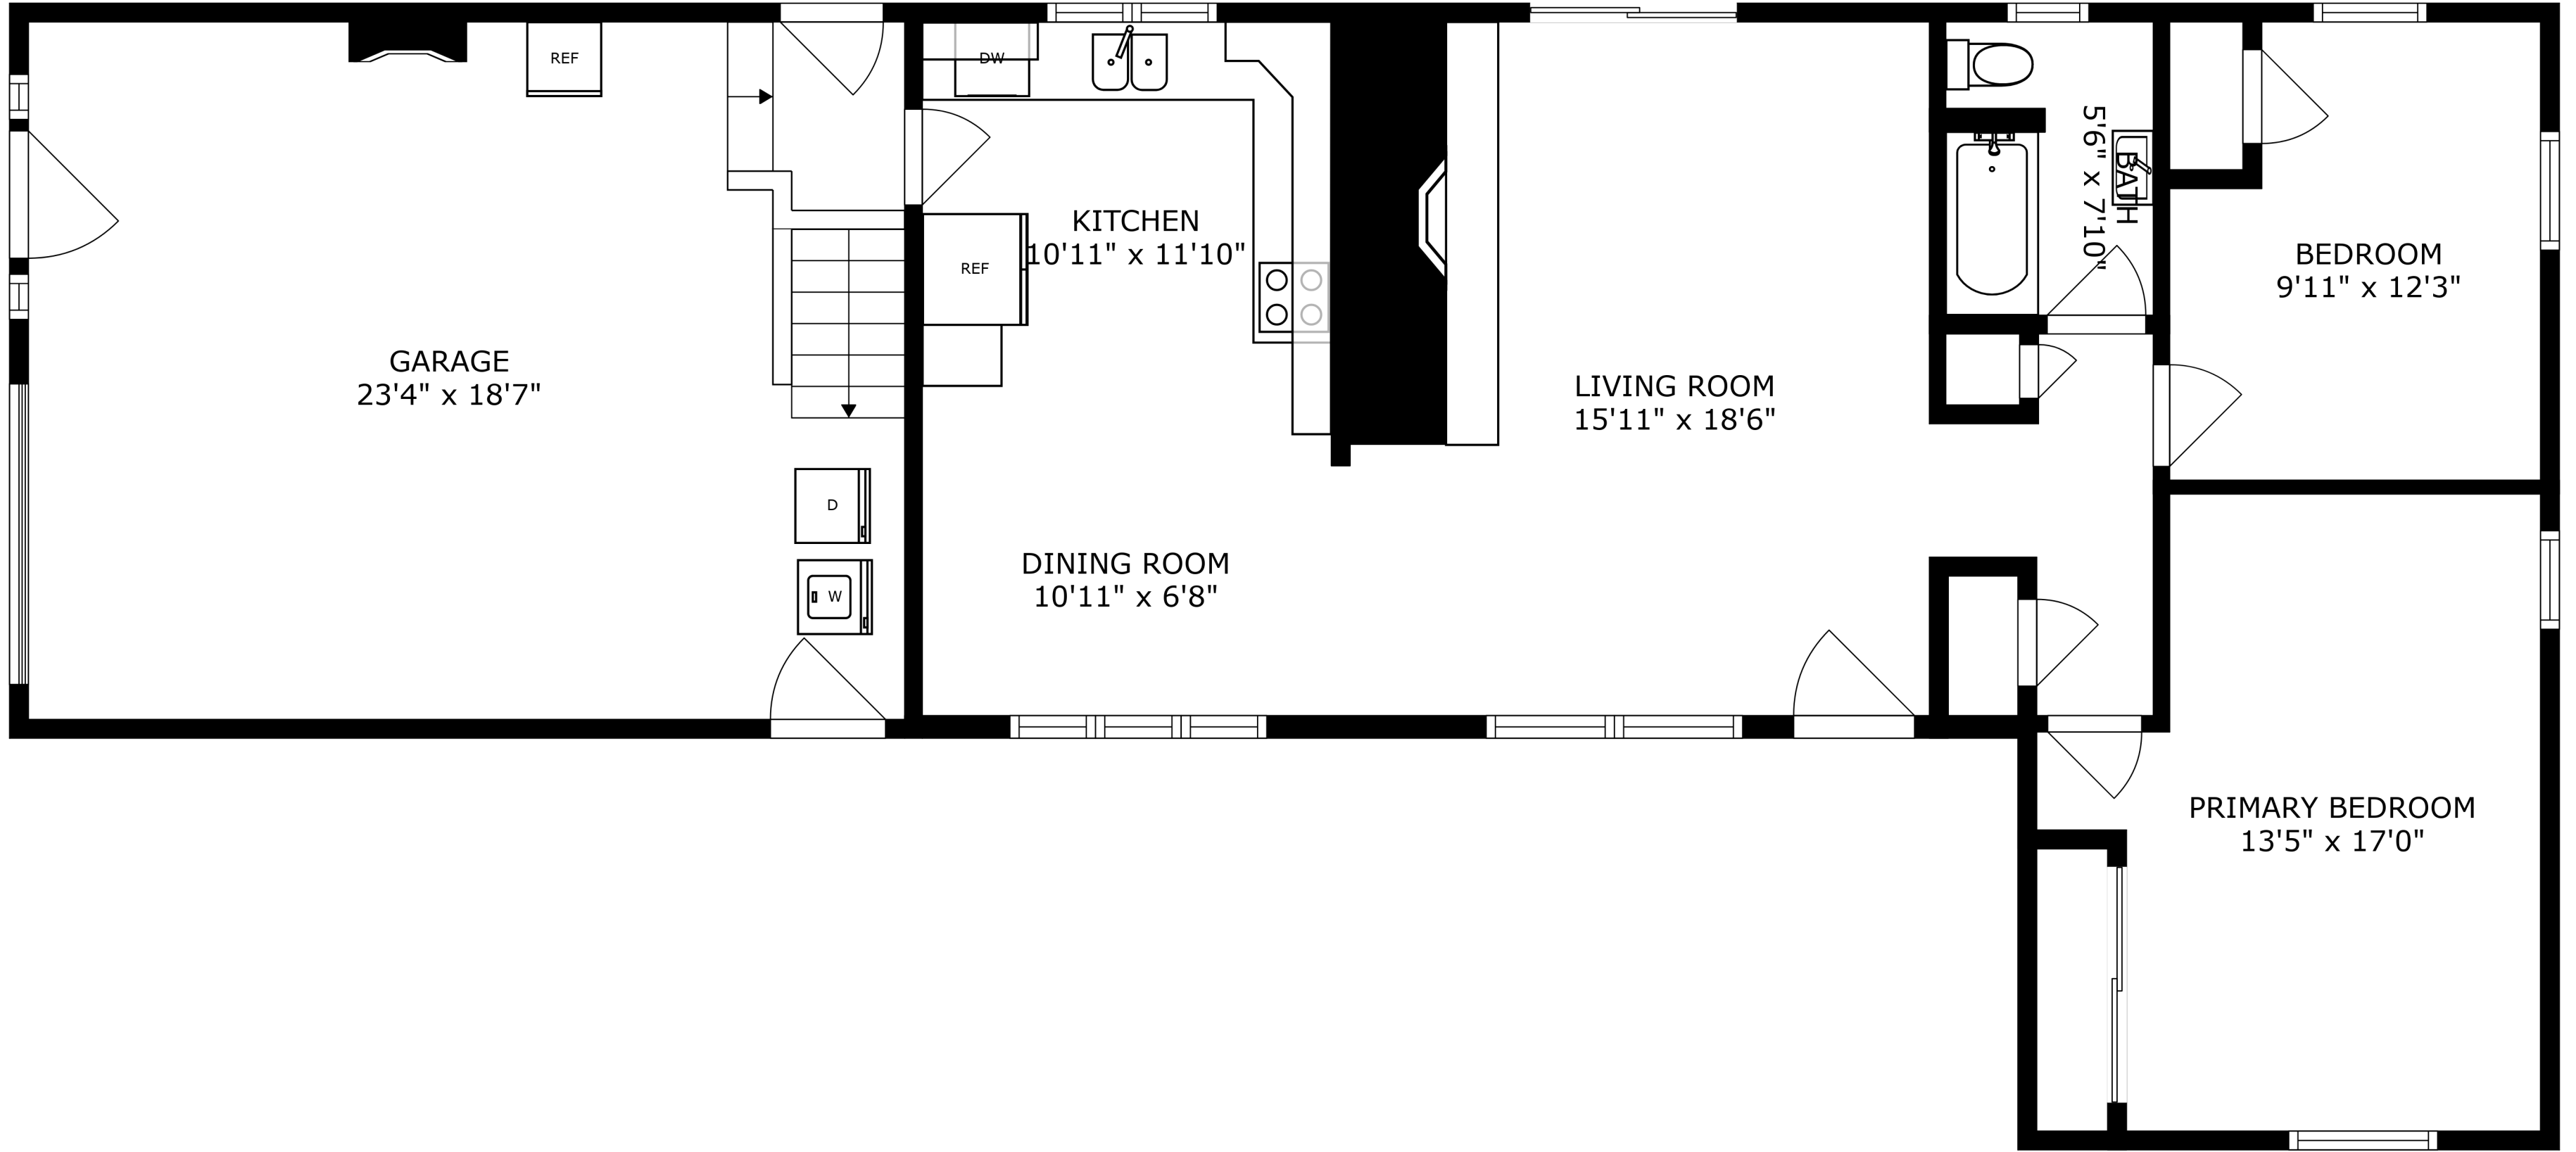 REF
GARAGE
23'4" x 18'7"
D
W
DW
KITCHEN
10'11" x 11'10"
REF
DINING ROOM
10'11" x 6'8"
LIVING ROOM
15'11" x 18'6"
BATH
5'6" x 7'10"
BEDROOM
9'11" x 12'3"
PRIMARY BEDROOM
13'5" x 17'0"